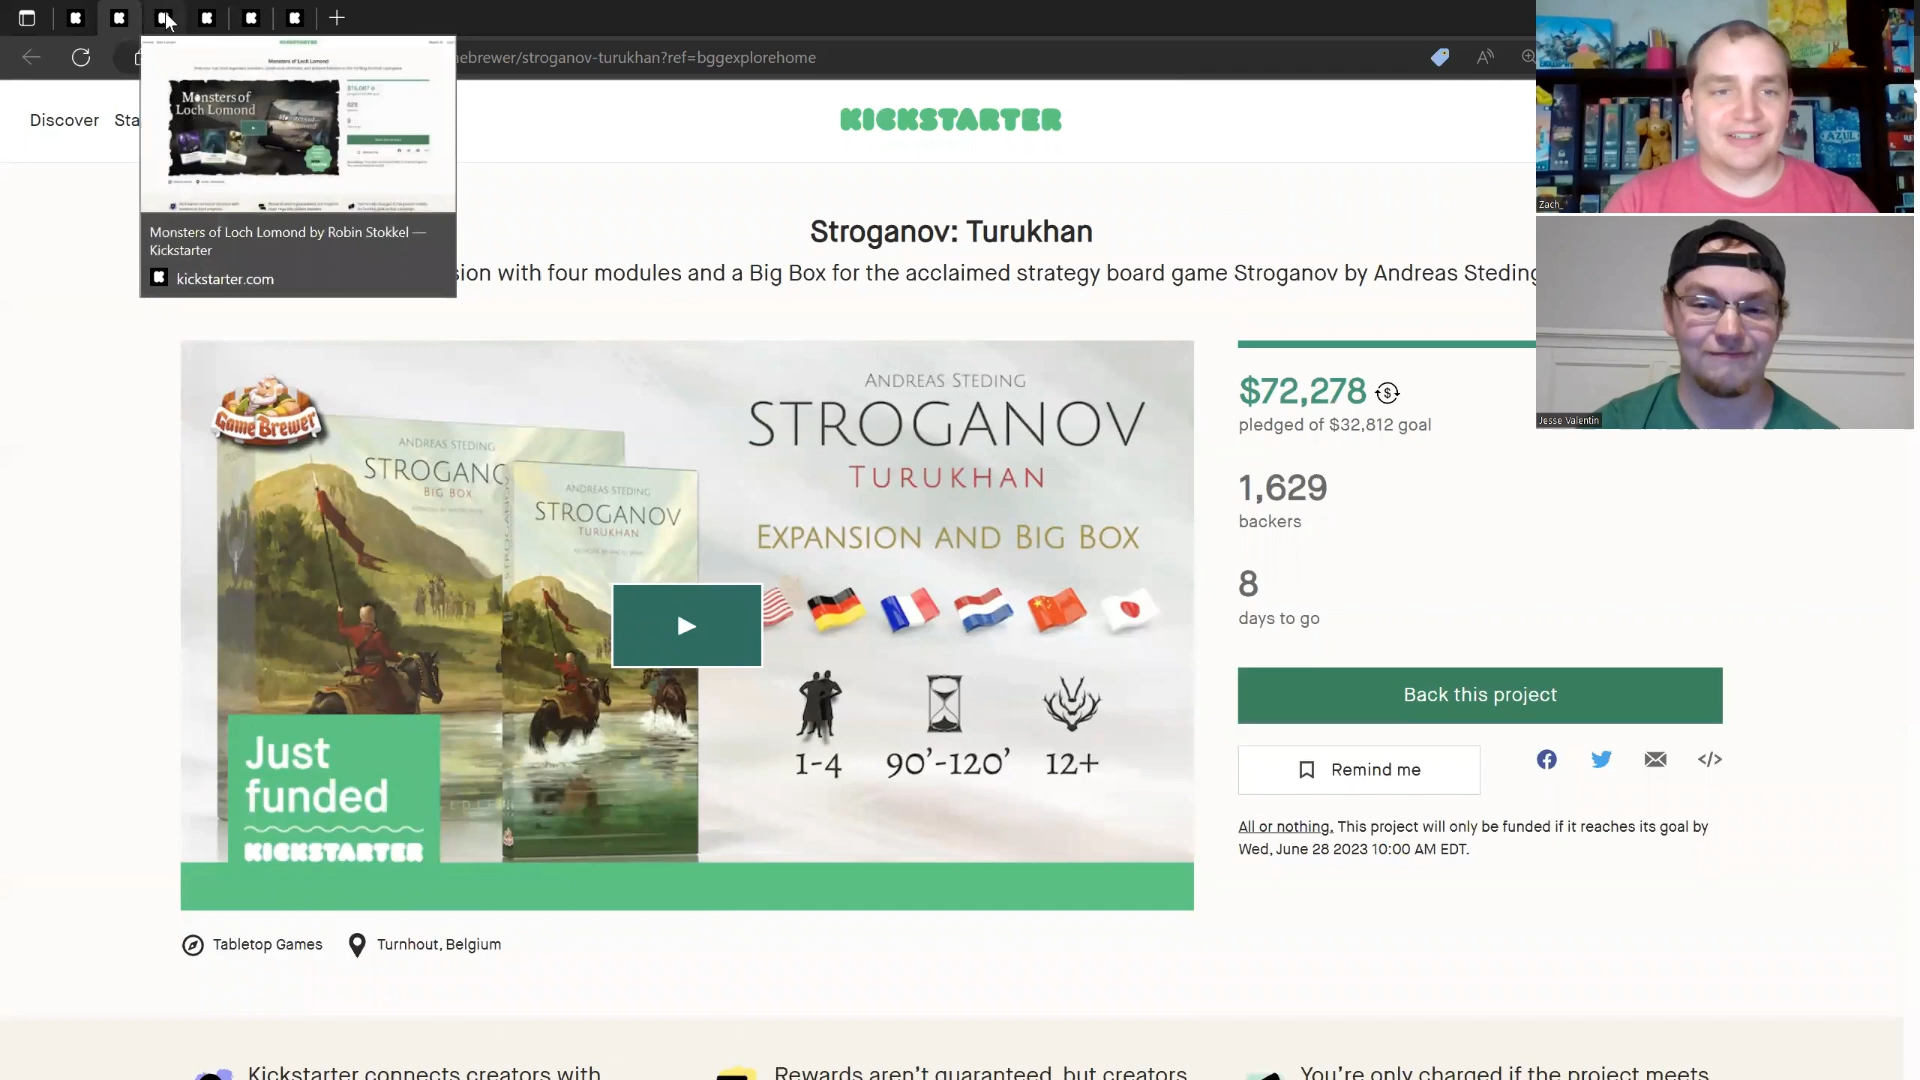 nebrewer/stroganov-turukhan?ref=bggexplorehome
Discover
Sta
KICKSTARTER
Monsters of
Loch Lomond
Monsters of Loch Lomond by Robin Stokkel —
Kickstarter
kickstarter.com
Stroganov: Turukhan
sion with four modules and a Big Box for the acclaimed strategy board game Stroganov by Andreas Steding
Game Brewer
ANDREAS STEDING
STROGANO
BIG BOX
ANDREAS STEDING
STROGANOV
TURUKHAN
ANDREAS STEDING
STROGANOV
TURUKHAN
EXPANSION AND BIG BOX
1-4
90'-120'
12+
Just
funded
KICKSTARTER
$72,278
pledged of $32,812 goal
1,629
backers
8
days to go
Back this project
Remind me
All or nothing. This project will only be funded if it reaches its goal by
Wed, June 28 2023 10:00 AM EDT.
Tabletop Games
Turnhout, Belgium
Kickstarter connects creators with
Rewards aren't guaranteed, but creators
You're only charged if the project meets
Zach_
AZUL
Jesse Valentin